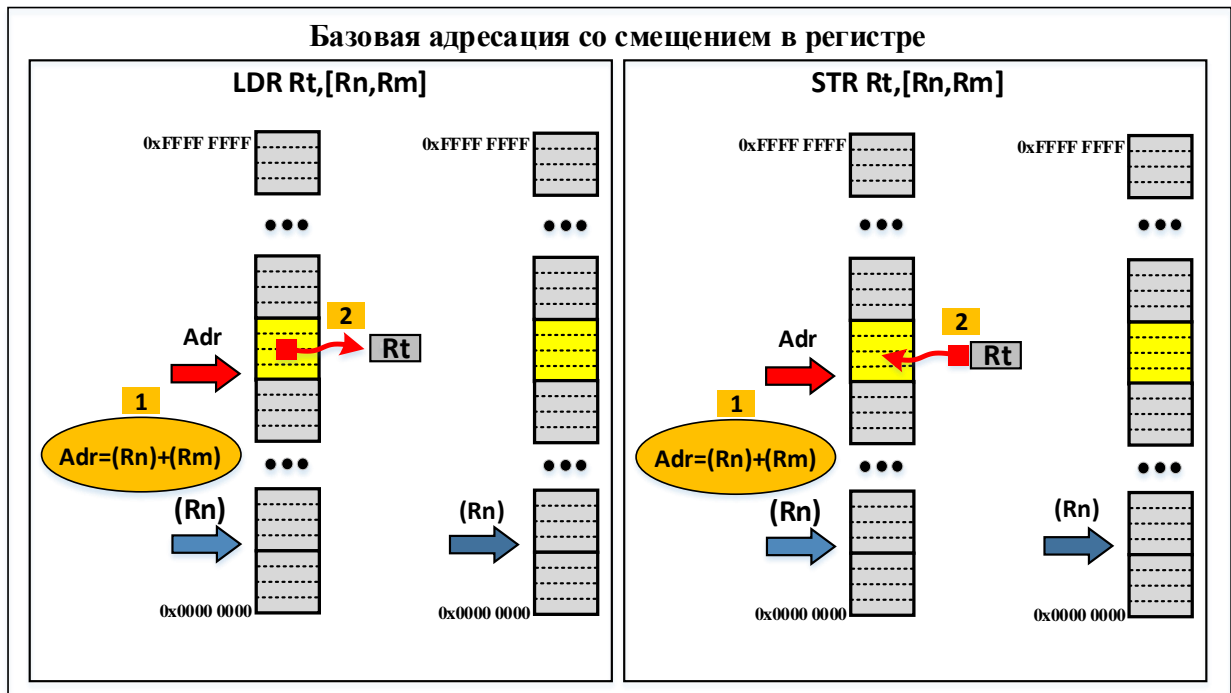 Базовая адресация со смещением в регистре
LDR Rt,[Rn,Rm]
0xFFFF FFFF
0xFFFF FFFF
2
Adr
Rt
1
Adr=(Rn)+(Rm)
(Rn)
(Rn)
0x0000 0000
0x0000 0000
STR Rt,[Rn,Rm]
0xFFFF FFFF
0xFFFF FFFF
2
Adr
Rt
1
Adr=(Rn)+(Rm)
(Rn)
(Rn)
0x0000 0000
0x0000 0000